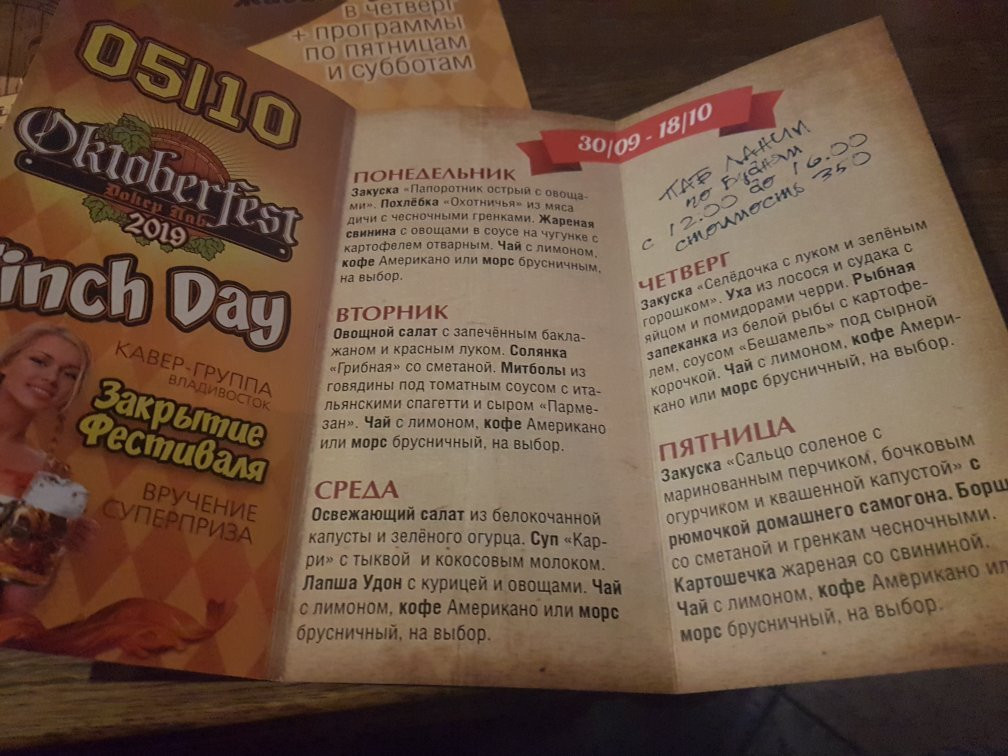 в четверг
+ программы
по пятницам
и субботам
05|10
Oktoberfest
Докер Паб
2019
inch Day
КАВЕР-ГРУППА
ВЛАДИВОСТОК
Закрытие
Фестиваля
ВРУЧЕНИЕ
СУПЕРПРИЗА
ПОНЕДЕЛЬНИК
Закуска «Папоротник острый с овоща-
ми». Похлёбка «Охотничья» из мяса
дичи с чесночными гренками. Жареная
свинина с овощами в соусе на чугунке с
картофелем отварным. Чай с лимоном,
кофе Американо или морс брусничным,
на выбор.
ВТОРНИК
Овощной салат с запечённым бакла-
жаном и красным луком. Солянка
«Грибная» со сметаной. Митболы из
говядины под томатным соусом с ита-
льянскими спагетти и сыром «Парме-
зан». Чай с лимоном, кофе Американо
или морс брусничный, на выбор.
СРЕДА
Освежающий салат из белокочанной
капусты и зелёного огурца. Суп «Кар-
ри» с тыквой и кокосовым молоком.
Лапша Удон с курицей и овощами. Чай
с лимоном, кофе Американо или морс
брусничный, на выбор.
30/09 - 18/10
ПАБ ЛАНЧИ
по будням
с 12.00 до 16.00
стоимость 350
ЧЕТВЕРГ
Закуска «Селёдочка с луком и зелёным
горошком». Уха из лосося и судака с
яйцом и помидорами черри. Рыбная
запеканка из белой рыбы с картофе-
лем, соусом «Бешамель» под сырной
корочкой. Чай с лимоном, кофе Амери-
кано или морс брусничный, на выбор.
ПЯТНИЦА
Закуска «Сальцо соленое с
маринованным перчиком, бочковым
огурчиком и квашенной капустой» с
рюмочкой домашнего самогона. Борщ
со сметаной и гренкам чесночными.
Картошечка жареная со свининой.
Чай с лимоном, кофе Американо или
морс брусничный, на выбор.